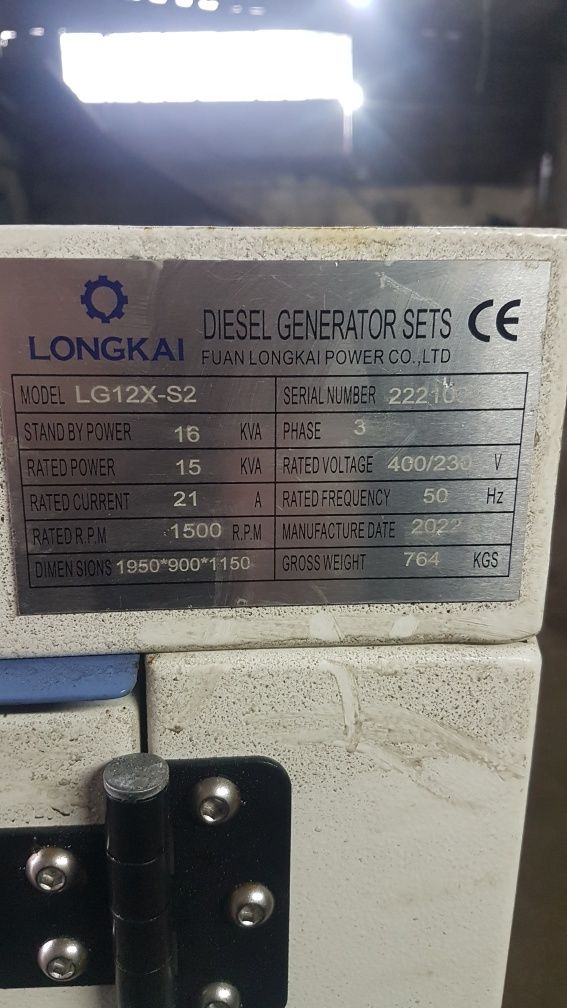 DIESEL GENERATOR SETS CE
LONGKAI FUAN LONGKAI POWER CO.,LTD
MODEL LG12X-S2 SERIAL NUMBER
STAND BY POWER 16 KVA PHASE 3
RATED POWER 15 KVA RATED VOLTAGE 400/230 V
RATED CURRENT 21 A RATED FREQUENCY 50 Hz
RATED R.P.M 1500 R.P.M MANUFACTURE DATE 2022
DIMENSIONS 1950*900*1150 GROSS WEIGHT 764 KGS